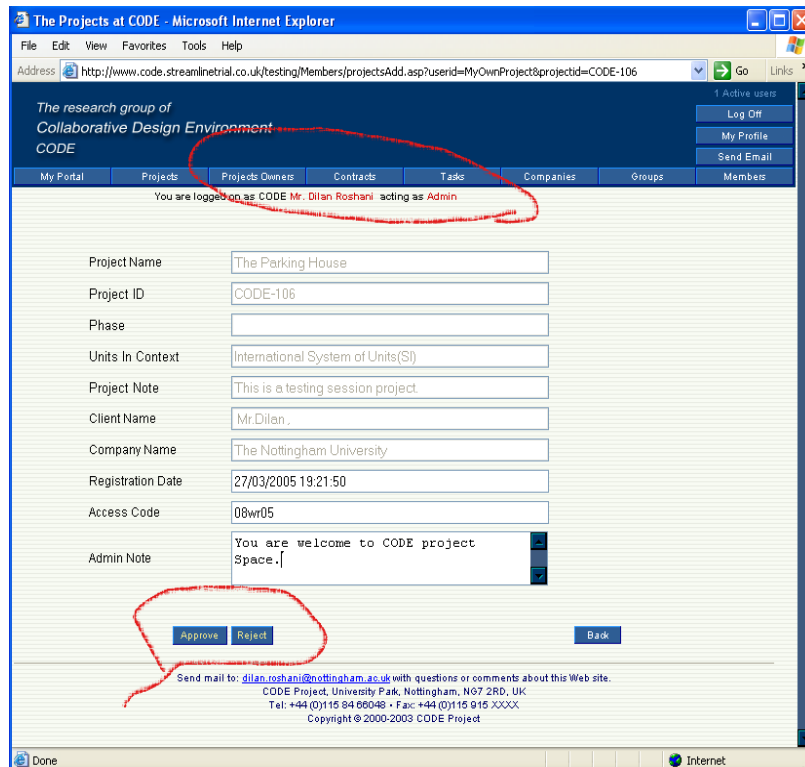 The Projects at CODE - Microsoft Internet Explorer
File Edit View Favorites Tools Help
Address http://www.code.streamlinetrial.co.uk/testing/Members/projectsAdd.asp?userid=MyOwnProject&projectid=CODE-106 Go Links »
1 Active users
The research group of
Collaborative Design Environment
CODE
Log Off
My Profile
Send Email
My Portal Projects Projects Owners Contracts Tasks Companies Groups Members
You are logged on as CODE Mr. Dilan Roshani acting as Admin
Project Name The Parking House
Project ID CODE-106
Phase
Units In Context International System of Units(SI)
Project Note This is a testing session project.
Client Name Mr.Dilan ,
Company Name The Nottingham University
Registration Date 27/03/2005 19:21:50
Access Code 08wr05
Admin Note You are welcome to CODE project
Space.
Approve Reject Back
Send mail to: dilan.roshani@nottingham.ac.uk with questions or comments about this Web site.
CODE Project, University Park, Nottingham, NG7 2RD, UK
Tel: +44 (0)115 84 66048 • Fax: +44 (0)115 915 XXXX
Copyright © 2000-2003 CODE Project
Done Internet